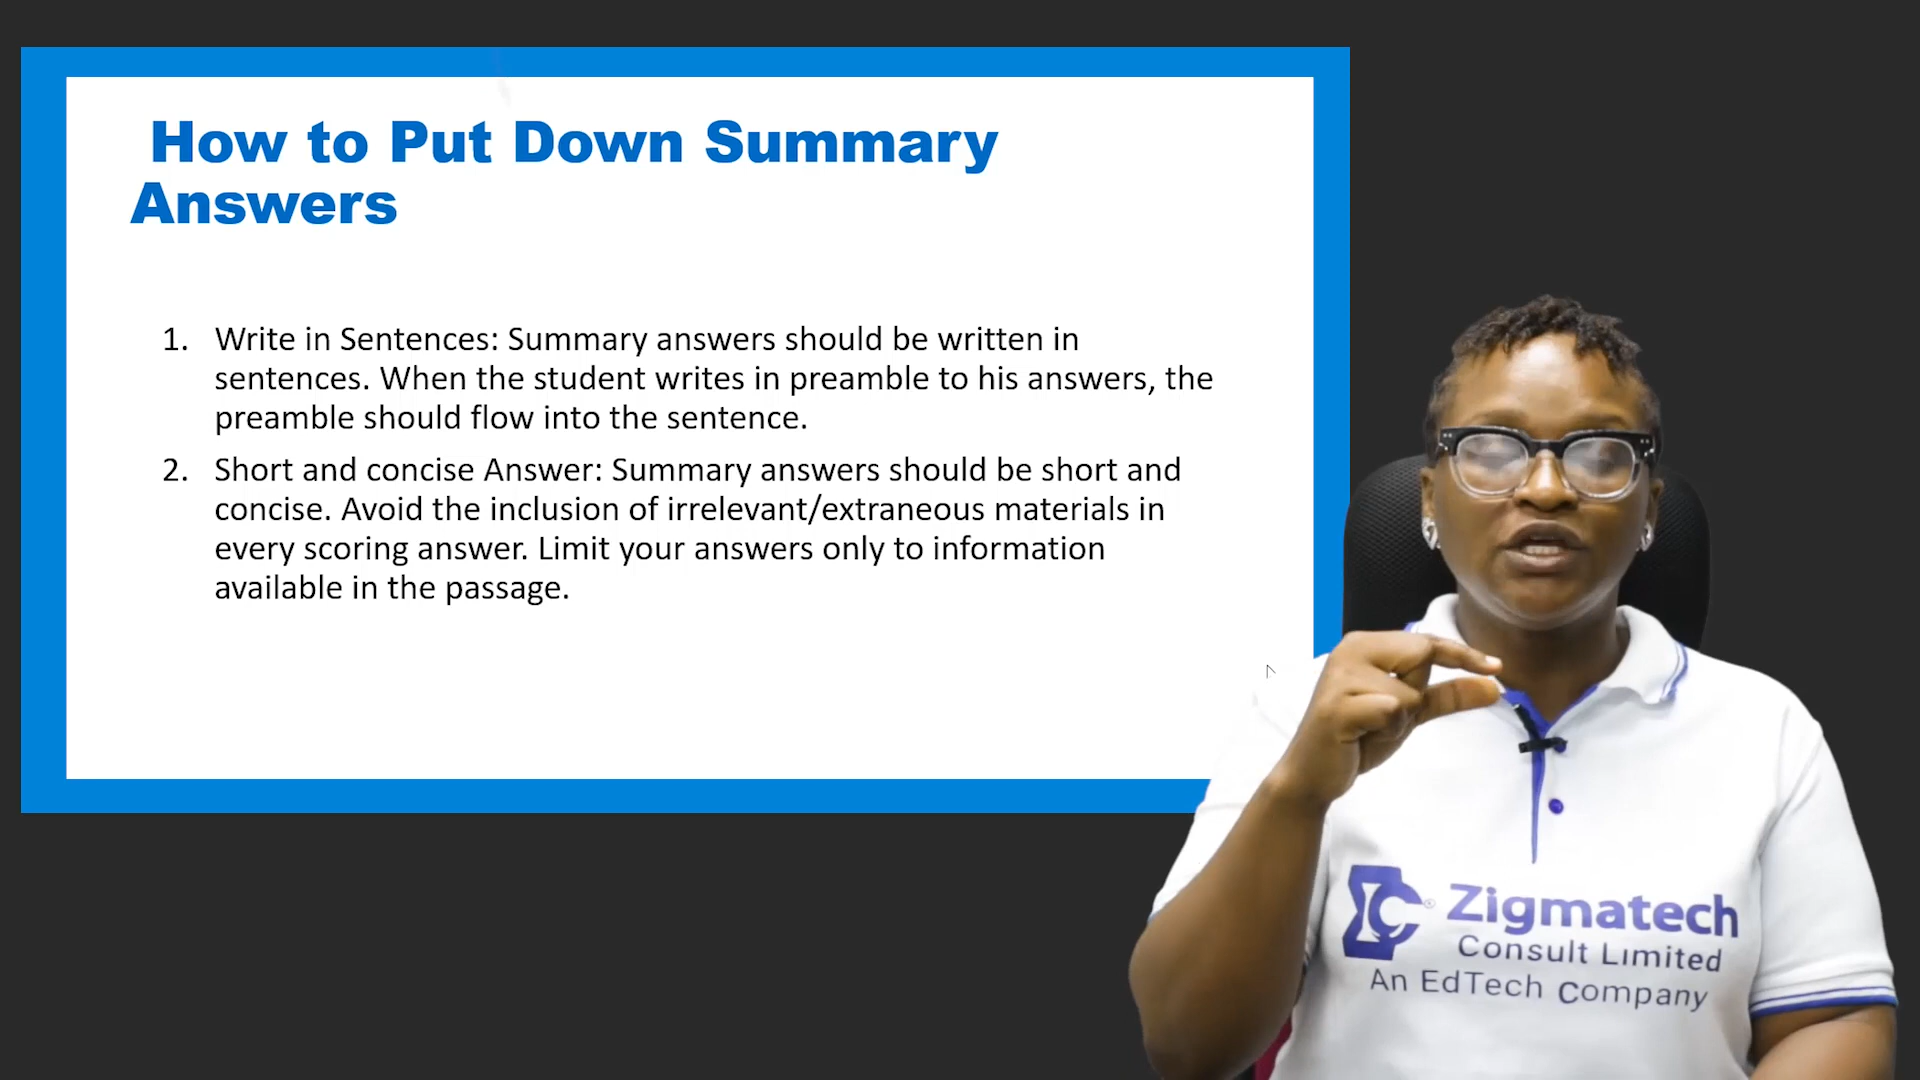 How to Put Down Summary
Answers
1. Write in Sentences: Summary answers should be written in
sentences. When the student writes in preamble to his answers, the
preamble should flow into the sentence.
2. Short and concise Answer: Summary answers should be short and
concise. Avoid the inclusion of irrelevant/extraneous materials in
every scoring answer. Limit your answers only to information
available in the passage.
ZC® Zigmatech
Consult Limited
An EdTech Company